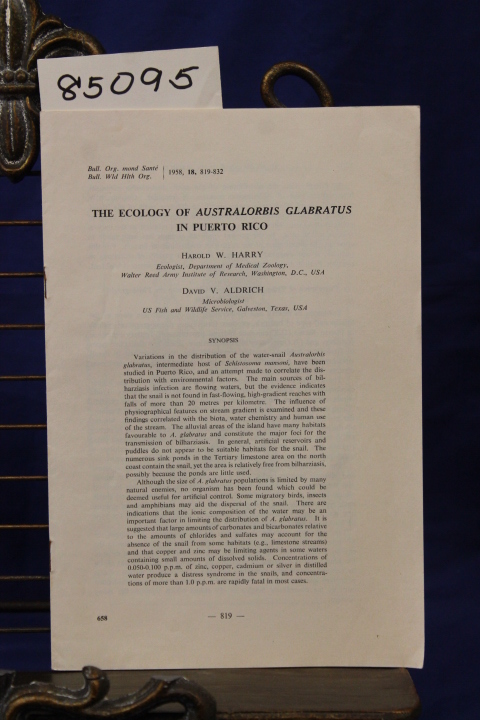 85095
Bull. Org. mond Santé
Bull. Wld Hlth Org.
1958, 18, 819-832
THE ECOLOGY OF AUSTRALORBIS GLABRATUS
IN PUERTO RICO
HAROLD W. HARRY
Ecologist, Department of Medical Zoology,
Walter Reed Army Institute of Research, Washington, D.C., USA
DAVID V. ALDRICH
Microbiologist
US Fish and Wildlife Service, Galveston, Texas, USA
SYNOPSIS
Variations in the distribution of the water-snail Australorbis
glabratus, intermediate host of Schistosoma mansoni, have been
studied in Puerto Rico, and an attempt made to correlate the dis-
tribution with environmental factors. The main sources of bil-
harziasis infection are flowing waters, but the evidence indicates
that the snail is not found in fast-flowing, high-gradient reaches with
falls of more than 20 metres per kilometre. The influence of
physiographical features on stream gradient is examined and these
findings correlated with the biota, water chemistry and human use
of the stream. The alluvial areas of the island have many habitats
favourable to A. glabratus and constitute the major foci for the
transmission of bilharziasis. In general, artificial reservoirs and
puddles do not appear to be suitable habitats for the snail. The
numerous sink ponds in the Tertiary limestone area on the north
coast contain the snail, yet the area is relatively free from bilharziasis,
possibly because the ponds are little used.
Although the size of A. glabratus populations is limited by many
natural enemies, no organism has been found which could be
deemed useful for artificial control. Some migratory birds, insects
and amphibians may aid the dispersal of the snail. There are
indications that the ionic composition of the water may be an
important factor in limiting the distribution of A. glabratus. It is
suggested that large amounts of carbonates and bicarbonates relative
to the amounts of chlorides and sulfates may account for the
absence of the snail from some habitats (e.g., limestone streams)
and that copper and zinc may be limiting agents in some waters
containing small amounts of dissolved solids. Concentrations of
0.050-0.100 p.p.m. of zinc, copper, cadmium or silver in distilled
water produce a distress syndrome in the snails, and concentra-
tions of more than 1.0 p.p.m. are rapidly fatal in most cases.
658
— 819 —